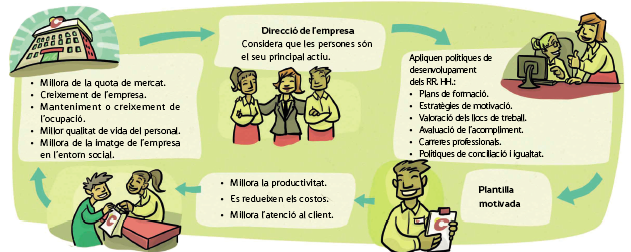 Direcció de l'empresa
Considera que les persones són
el seu principal actiu.
Apliquen polítiques de
desenvolupament
dels RR. HH.:
• Plans de formació.
• Estratègies de motivació.
• Valoració dels llocs de treball.
• Avaluació de l'acompliment.
• Carreres professionals.
• Polítiques de conciliació i igualtat.
Plantilla
motivada
• Millora la productivitat.
• Es redueixen els costos.
• Millora l'atenció al client.
• Millora de la quota de mercat.
• Creixement de l'empresa.
• Manteniment o creixement de
l'ocupació.
• Millor qualitat de vida del personal.
• Millora de la imatge de l'empresa
en l'entorn social.